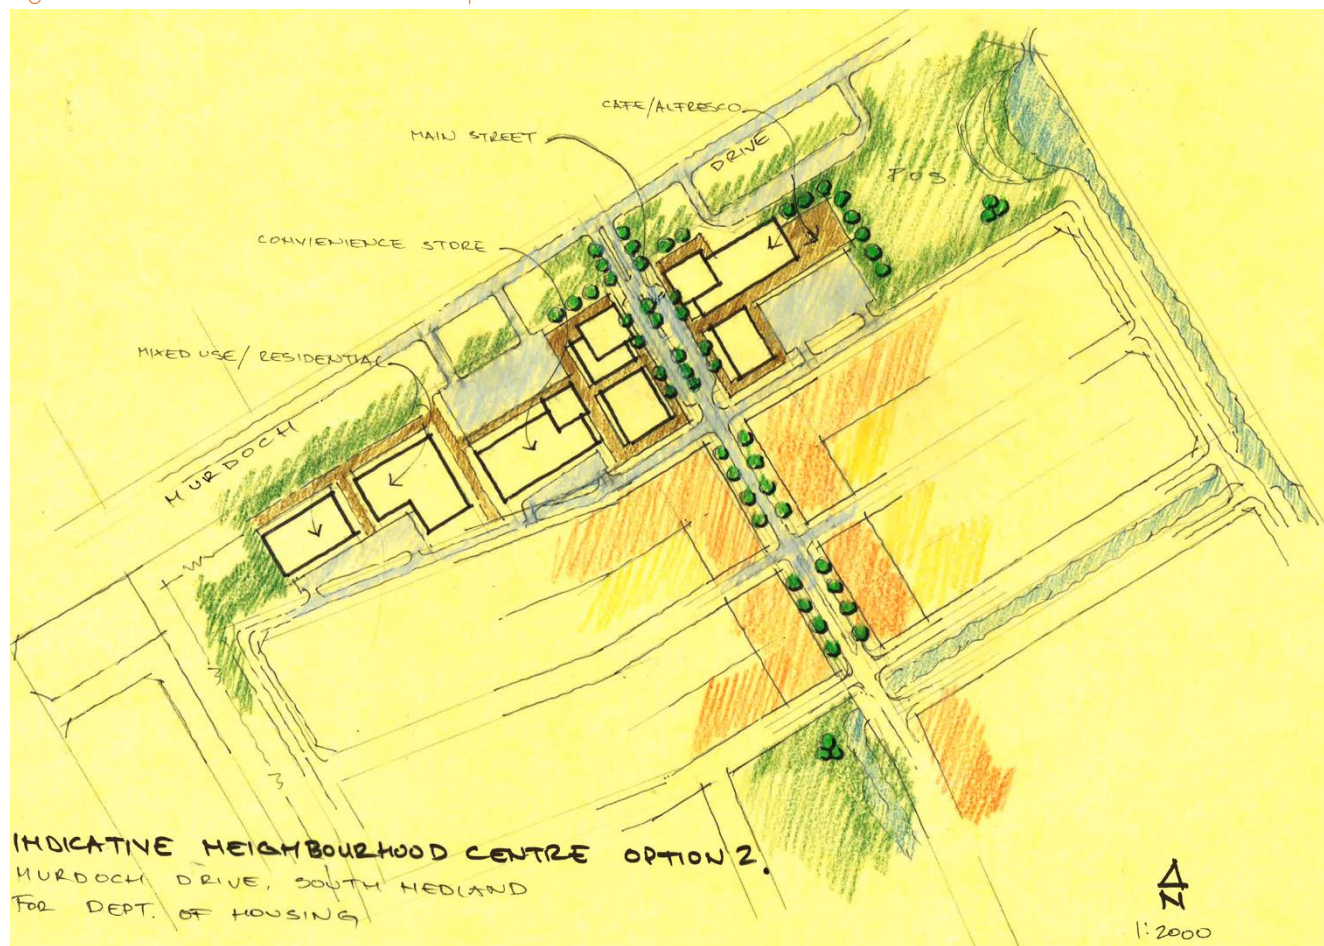 CAFE/ALFRESCO
MAIN STREET
DRIVE
P.O.S.
CONVIENIENCE STORE
MIXED USE/ RESIDENTIAL
MURDOCH
INDICATIVE NEIGHBOURHOOD CENTRE OPTION 2.
MURDOCH DRIVE, SOUTH HEDLAND
FOR DEPT. OF HOUSING
N
1:2000